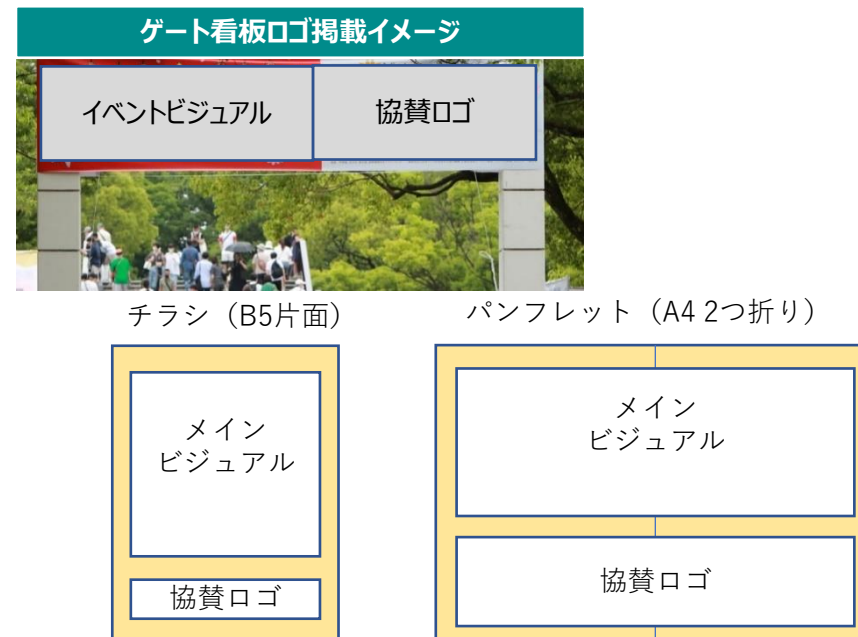 ゲート看板ロゴ掲載イメージ
イベントビジュアル
協賛ロゴ
チラシ（B5片面）
パンフレット（A4 2つ折り）
メイン
ビジュアル
協賛ロゴ
メイン
ビジュアル
協賛ロゴ